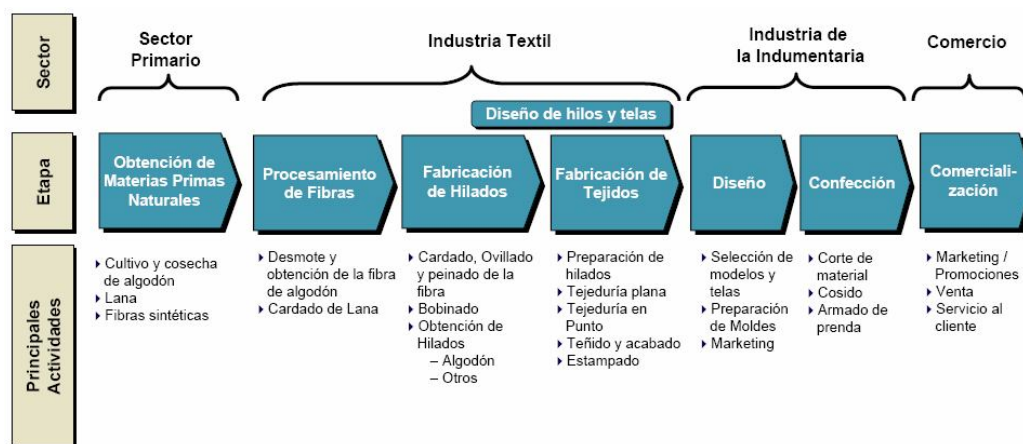 Sector
Sector
Primario
Industria Textil
Industria de
la Indumentaria
Comercio
Diseño de hilos y telas
Etapa
Obtención de
Materias Primas
Naturales
Procesamiento
de Fibras
Fabricación
de Hilados
Fabricación de
Tejidos
Diseño
Confección
Comerciali-
zación
Principales
Actividades
Cultivo y cosecha
de algodón
Lana
Fibras sintéticas
Desmote y
obtención de la fibra
de algodón
Cardado de Lana
Cardado, Ovillado
y peinado de la
fibra
Bobinado
Obtención de
Hilados
– Algodón
– Otros
Preparación de
hilados
Tejeduría plana
Tejeduría en
Punto
Teñido y acabado
Estampado
Selección de
modelos y
telas
Preparación
de Moldes
Marketing
Corte de
material
Cosido
Armado de
prenda
Marketing
/ Promociones
Venta
Servicio al
cliente